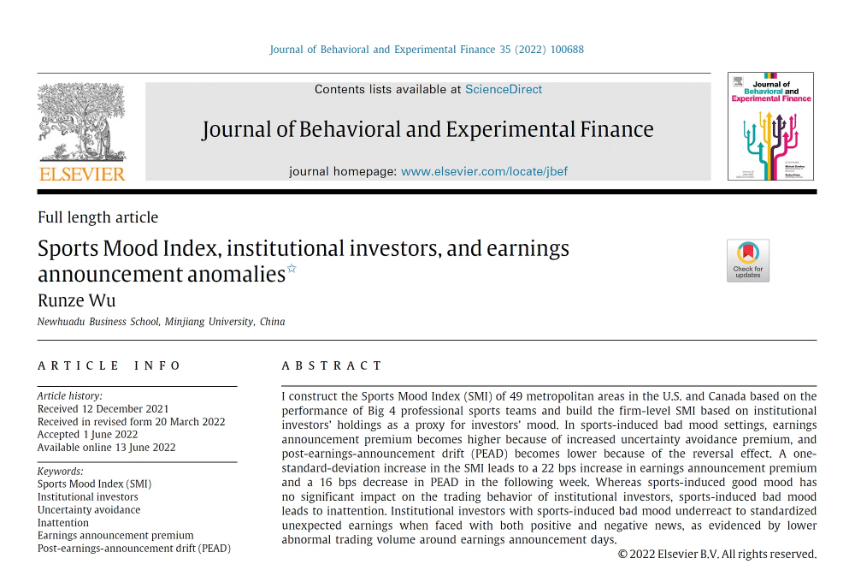 Journal of Behavioral and Experimental Finance 35 (2022) 100688
Contents lists available at ScienceDirect
Journal of Behavioral and Experimental Finance
journal homepage: www.elsevier.com/locate/jbef
ELSEVIER
Journal of
Behavioral and
Experimental Finance
Full length article
Sports Mood Index, institutional investors, and earnings
announcement anomalies☆
Check for
updates
Runze Wu
Newhuadu Business School, Minjiang University, China
ARTICLE INFO
Article history:
Received 12 December 2021
Received in revised form 20 March 2022
Accepted 1 June 2022
Available online 13 June 2022
Keywords:
Sports Mood Index (SMI)
Institutional investors
Uncertainty avoidance
Inattention
Earnings announcement premium
Post-earnings-announcement drift (PEAD)
ABSTRACT
I construct the Sports Mood Index (SMI) of 49 metropolitan areas in the U.S. and Canada based on the
performance of Big 4 professional sports teams and build the firm-level SMI based on institutional
investors' holdings as a proxy for investors' mood. In sports-induced bad mood settings, earnings
announcement premium becomes higher because of increased uncertainty avoidance premium, and
post-earnings-announcement drift (PEAD) becomes lower because of the reversal effect. A one-
standard-deviation increase in the SMI leads to a 22 bps increase in earnings announcement premium
and a 16 bps decrease in PEAD in the following week. Whereas sports-induced good mood has
no significant impact on the trading behavior of institutional investors, sports-induced bad mood
leads to inattention. Institutional investors with sports-induced bad mood underreact to standardized
unexpected earnings when faced with both positive and negative news, as evidenced by lower
abnormal trading volume around earnings announcement days.
© 2022 Elsevier B.V. All rights reserved.